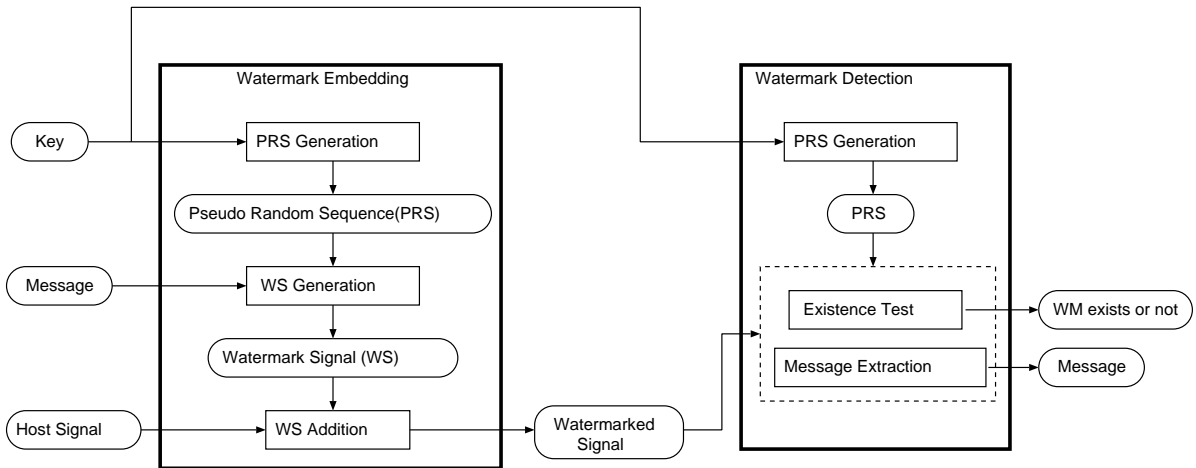 Watermark Embedding
Watermark Detection
Key
PRS Generation
PRS Generation
Pseudo Random Sequence(PRS)
PRS
Message
WS Generation
Existence Test
WM exists or not
Watermark Signal (WS)
Message Extraction
Message
Host Signal
WS Addition
Watermarked
Signal